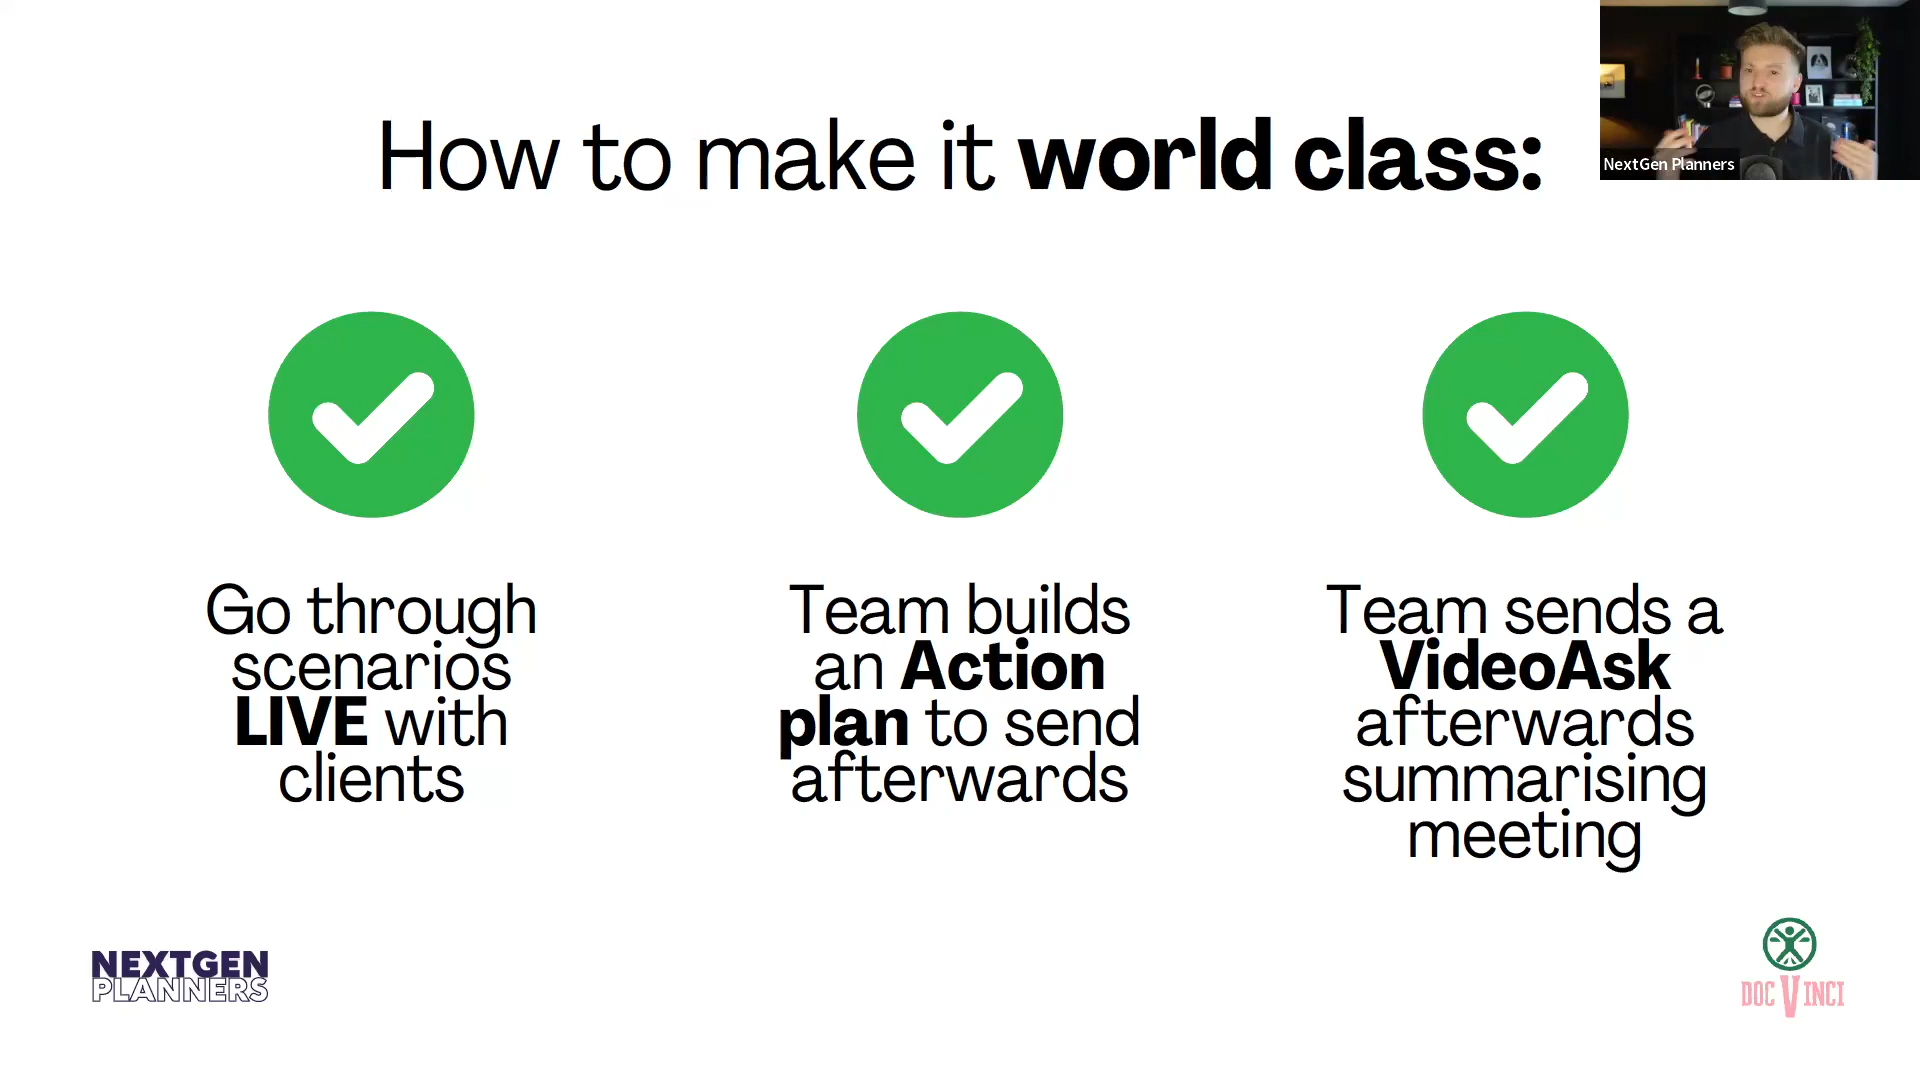 How to make it world class:
NextGen Planners
Go through
scenarios
LIVE with
clients
Team builds
an Action
plan to send
afterwards
Team sends a
VideoAsk
afterwards
summarising
meeting
NEXTGEN
PLANNERS
DOC VINCI